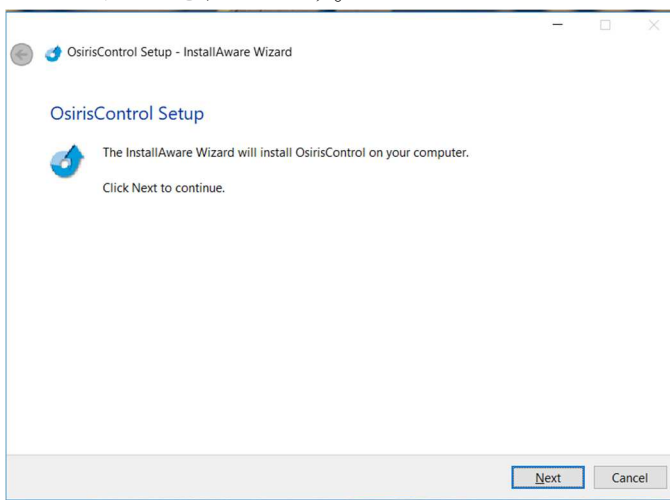 OsirisControl Setup - InstallAware Wizard
OsirisControl Setup
The InstallAware Wizard will install OsirisControl on your computer.
Click Next to continue.
Next
Cancel